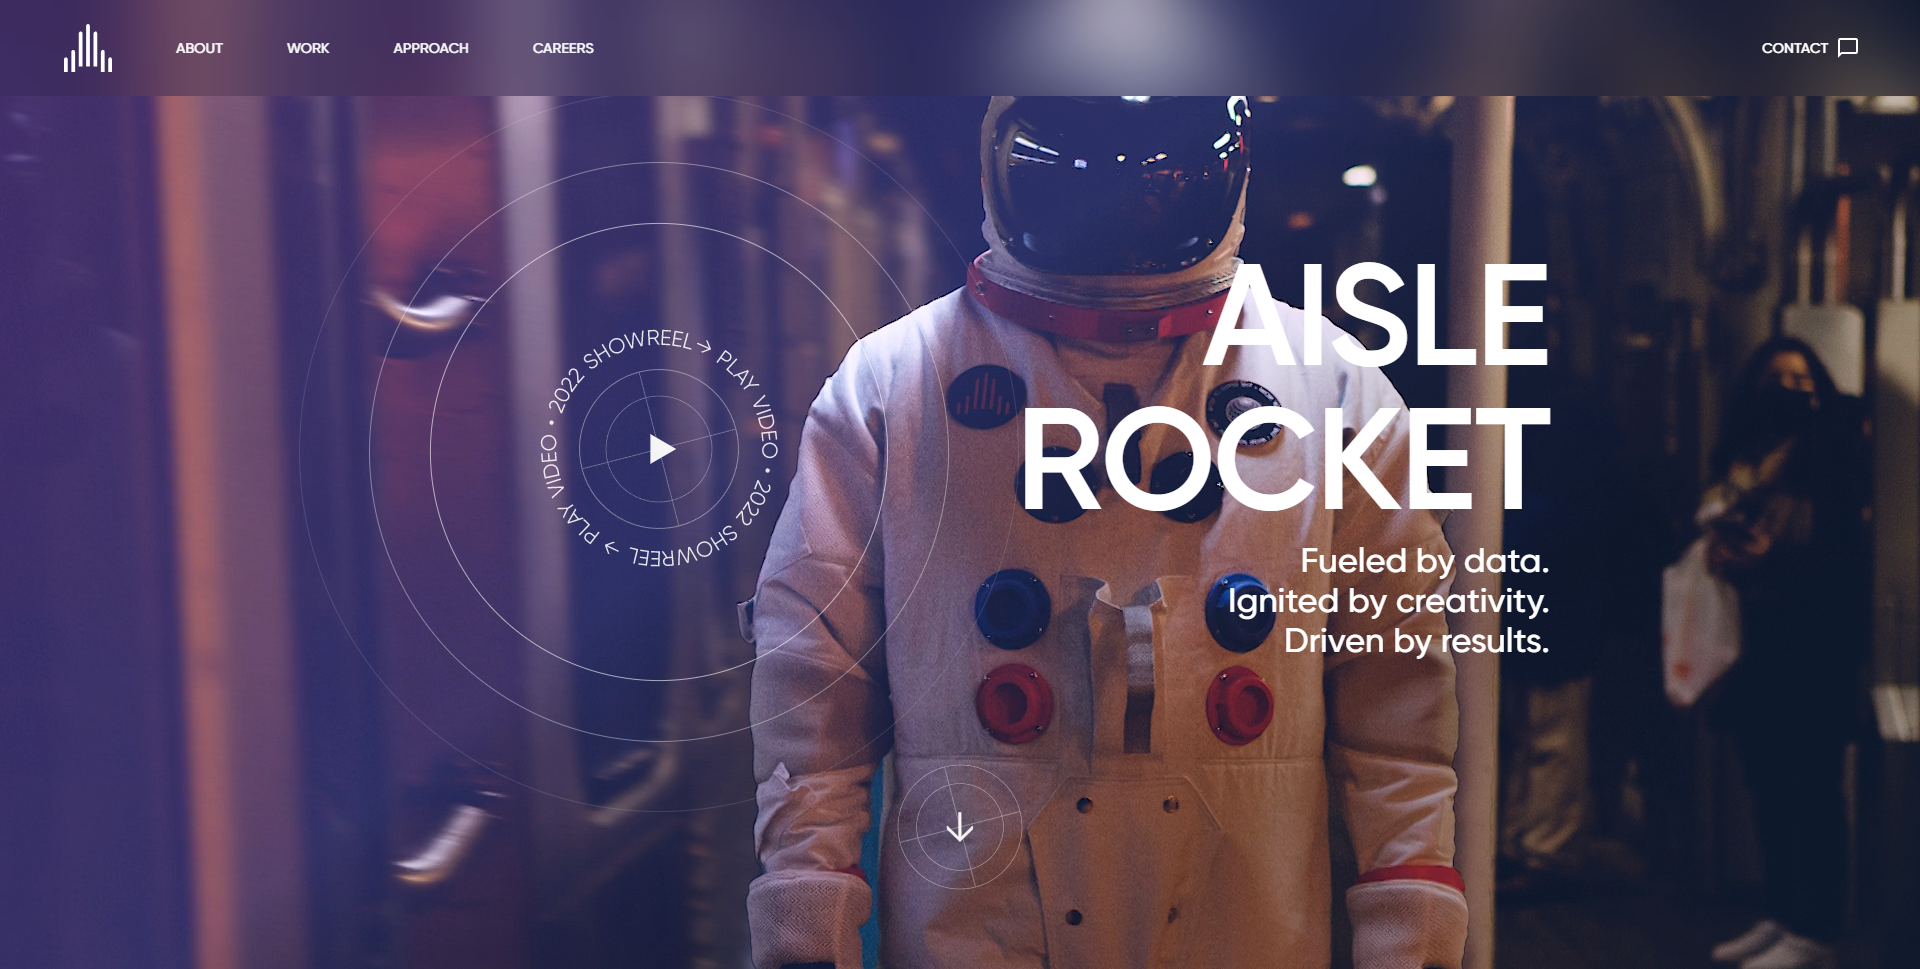 ABOUT
WORK
APPROACH
CAREERS
CONTACT
2022 SHOWREEL → PLAY VIDEO • 2022 SHOWREEL → PLAY VIDEO •
AISLE
ROCKET
Fueled by data.
Ignited by creativity.
Driven by results.